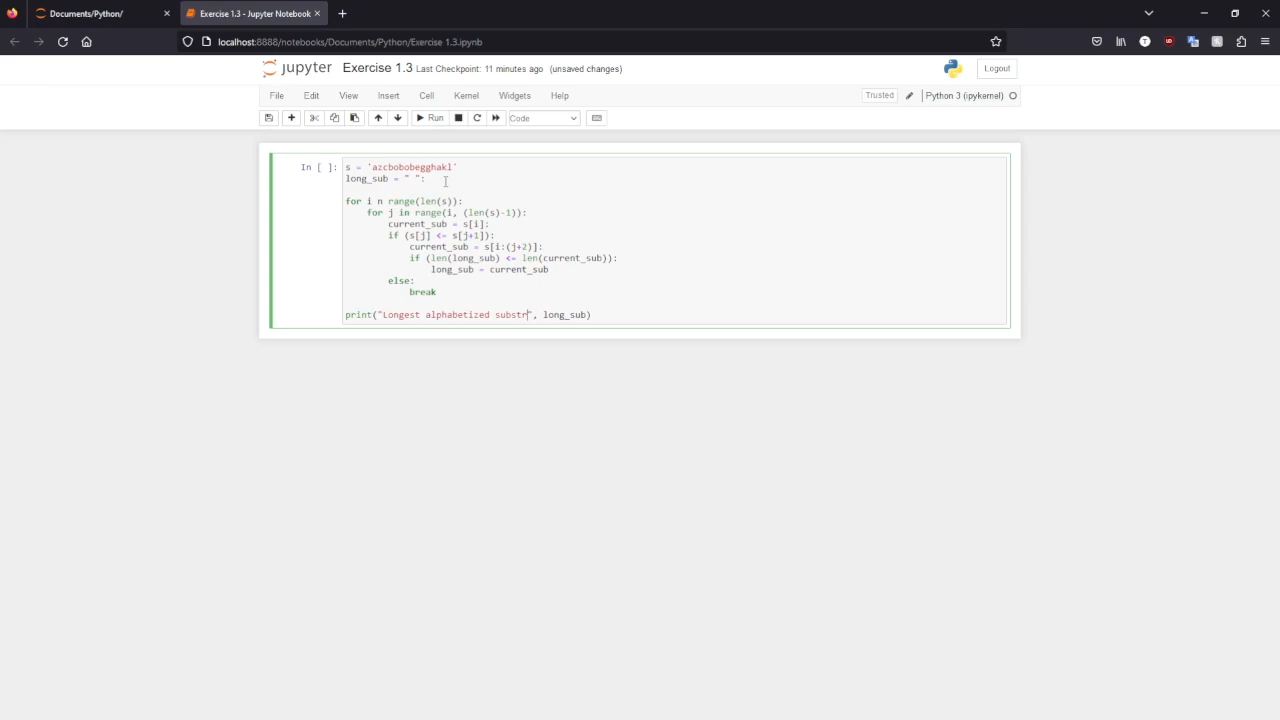 Documents/Python/
Exercise 1.3 - Jupyter Notebook
localhost:8888/notebooks/Documents/Python/Exercise 1.3.ipynb
jupyter Exercise 1.3 Last Checkpoint: 11 minutes ago (unsaved changes) Logout
File Edit View Insert Cell Kernel Widgets Help Trusted Python 3 (ipykernel)
Run Code
In [ ]: s = 'azcbobobegghakl'
long_sub = " ":
for i n range(len(s)):
for j in range(i, (len(s)-1)):
current_sub = s[i]:
if (s[j] <= s[j+1]):
current_sub = s[i:(j+2)]:
if (len(long_sub) <= len(current_sub)):
long_sub = current_sub
else:
break
print("Longest alphabetized substr", long_sub)